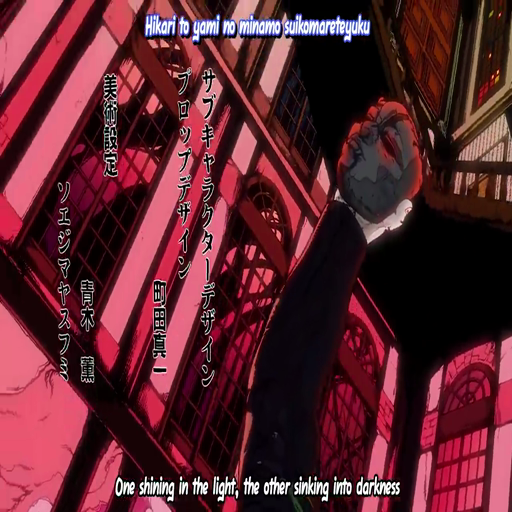 Hikari to yami no minamo suikomareteyuku
サブキャラクターデザイン
プロップデザイン
町田真一
美術設定
青木 薫
ソエジマヤスフミ
One shining in the light, the other sinking into darkness